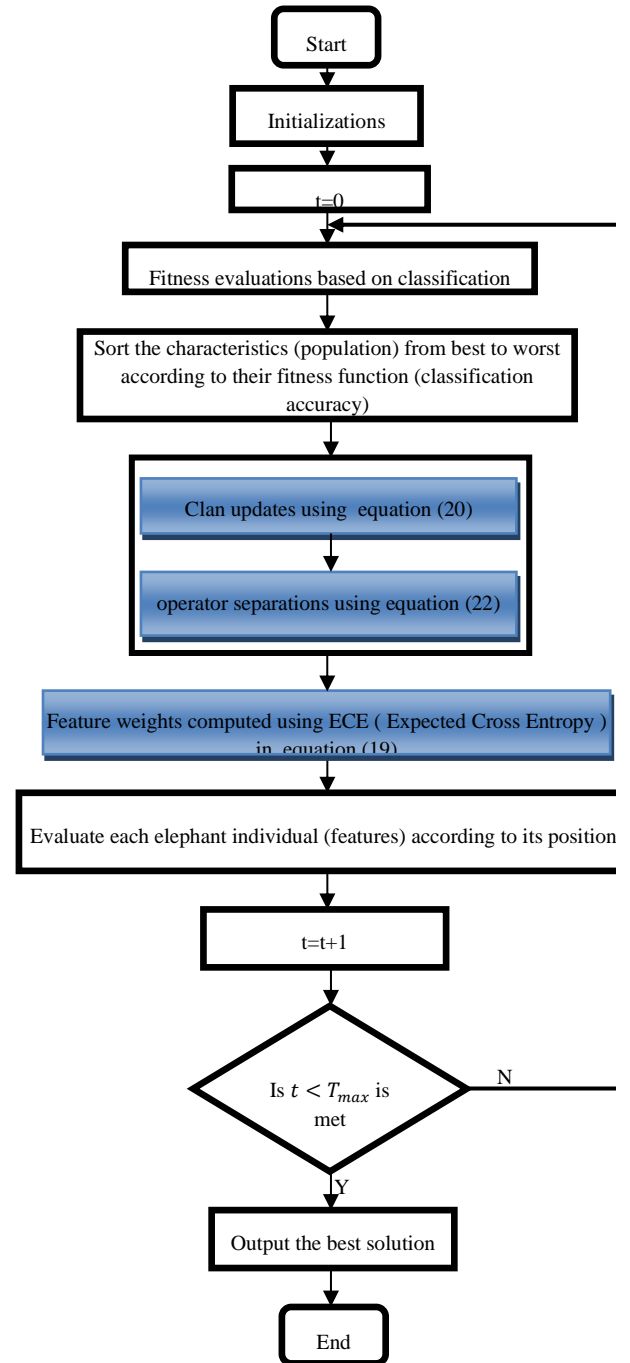 Start
Initializations
t=0
Fitness evaluations based on classification
Sort the characteristics (population) from best to worst
according to their fitness function (classification
accuracy)
Clan updates using equation (20)
operator separations using equation (22)
Feature weights computed using ECE ( Expected Cross Entropy )
in equation (19)
Evaluate each elephant individual (features) according to its position
t=t+1
Is t < T_max is
met
N
Y
Output the best solution
End